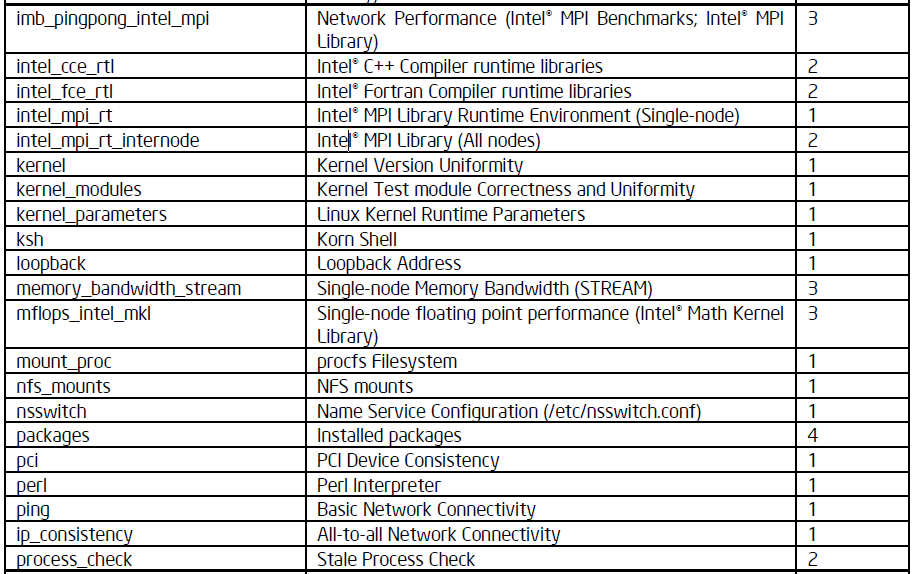 imb_pingpong_intel_mpi Network Performance (Intel® MPI Benchmarks; Intel® MPI 3
Library)
intel_cce_rtl Intel® C++ Compiler runtime libraries 2
intel_fce_rtl Intel® Fortran Compiler runtime libraries 2
intel_mpi_rt Intel® MPI Library Runtime Environment (Single-node) 1
intel_mpi_rt_internode Intel® MPI Library (All nodes) 2
kernel Kernel Version Uniformity 1
kernel_modules Kernel Test module Correctness and Uniformity 1
kernel_parameters Linux Kernel Runtime Parameters 1
ksh Korn Shell 1
loopback Loopback Address 1
memory_bandwidth_stream Single-node Memory Bandwidth (STREAM) 3
mflops_intel_mkl Single-node floating point performance (Intel® Math Kernel 3
Library)
mount_proc procfs Filesystem 1
nfs_mounts NFS mounts 1
nsswitch Name Service Configuration (/etc/nsswitch.conf) 1
packages Installed packages 4
pci PCI Device Consistency 1
perl Perl Interpreter 1
ping Basic Network Connectivity 1
ip_consistency All-to-all Network Connectivity 1
process_check Stale Process Check 2